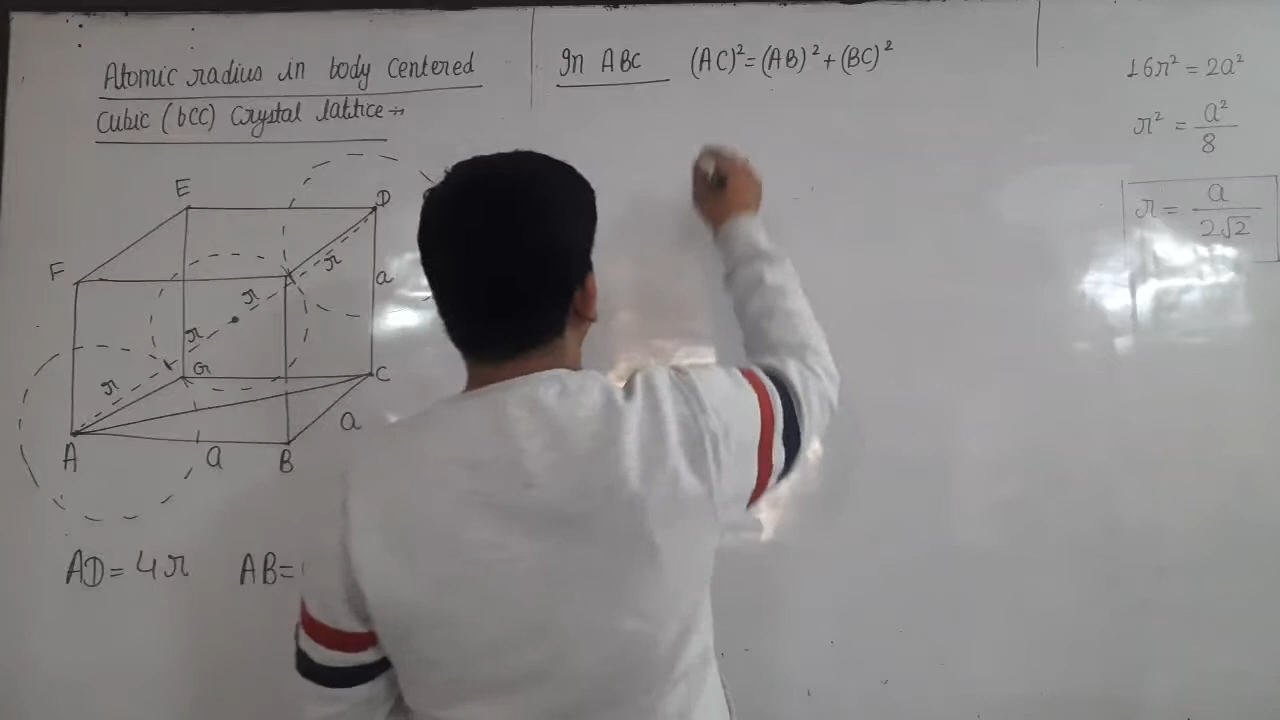 Atomic radius in body Centered
Cubic (bcc) Crystal lattice :-
E
D
F
r
a
r
r
G
r
C
a
A
a
B
AD = 4r AB =
In ABC (AC)² = (AB)² + (BC)²
16r² = 2a²
r² = a²/8
r = a/2√2